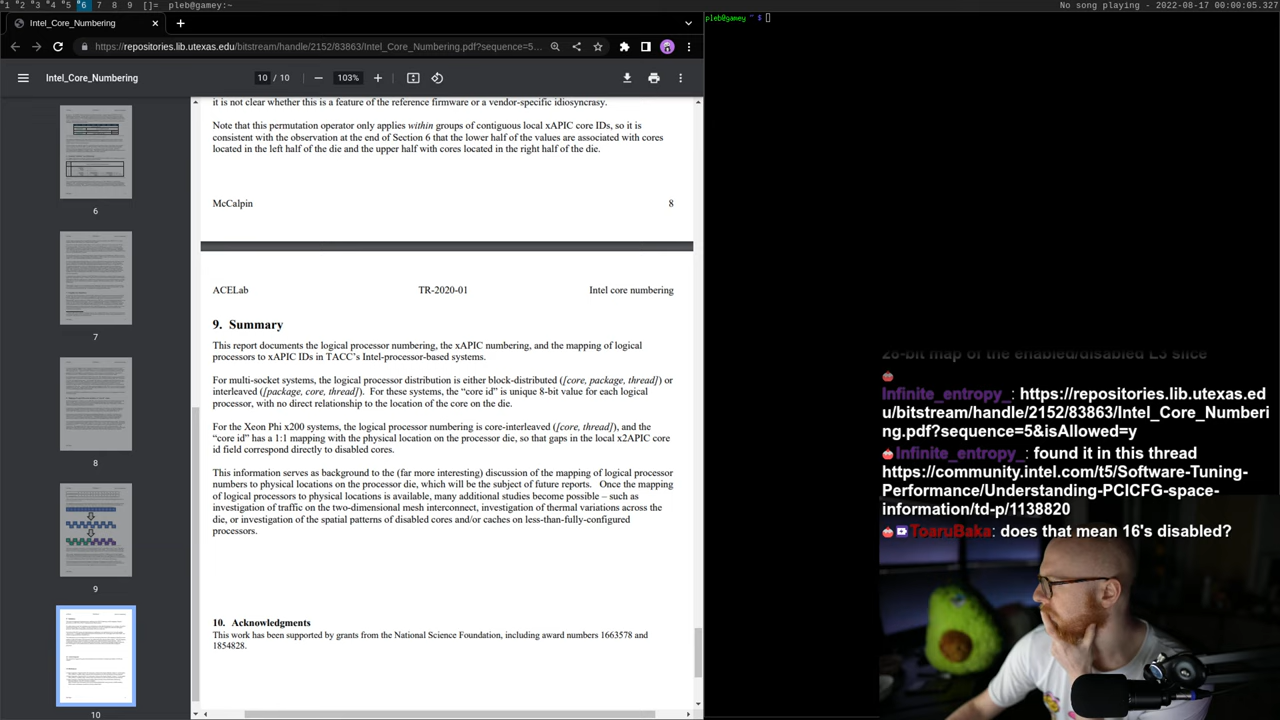 1 2 3 4 5 6 7 8 9 []= pleb@gamey:~
No song playing - 2022-08-17 00:00:05.327
Intel_Core_Numbering
https://repositories.lib.utexas.edu/bitstream/handle/2152/83863/Intel_Core_Numbering.pdf?sequence=5...
Intel_Core_Numbering
10 / 10
103%
6
7
8
9
10
it is not clear whether this is a feature of the reference firmware or a vendor-specific idiosyncrasy.
Note that this permutation operator only applies within groups of contiguous local xAPIC core IDs, so it is
consistent with the observation at the end of Section 6 that the lower half of the values are associated with cores
located in the left half of the die and the upper half with cores located in the right half of the die.
McCalpin 8
ACELab TR-2020-01 Intel core numbering
9. Summary
This report documents the logical processor numbering, the xAPIC numbering, and the mapping of logical
processors to xAPIC IDs in TACC's Intel-processor-based systems.
For multi-socket systems, the logical processor distribution is either block-distributed ([core, package, thread]) or
interleaved ([package, core, thread]). For these systems, the “core id” is unique 8-bit value for each logical
processor, with no direct relationship to the location of the core on the die.
For the Xeon Phi x200 systems, the logical processor numbering is core-interleaved ([core, thread]), and the
“core id” has a 1:1 mapping with the physical location on the processor die, so that gaps in the local x2APIC core
id field correspond directly to disabled cores.
This information serves as background to the (far more interesting) discussion of the mapping of logical processor
numbers to physical locations on the processor die, which will be the subject of future reports. Once the mapping
of logical processors to physical locations is available, many additional studies become possible – such as
investigation of traffic on the two-dimensional mesh interconnect, investigation of thermal variations across the
die, or investigation of the spatial patterns of disabled cores and/or caches on less-than-fully-configured
processors.
10. Acknowledgments
This work has been supported by grants from the National Science Foundation, including award numbers 1663578 and
1854828.
pleb@gamey ~ $
28-bit map of the enabled/disabled L3 slice
Infinite_entropy_: https://repositories.lib.utexas.ed
u/bitstream/handle/2152/83863/Intel_Core_Numberi
ng.pdf?sequence=5&isAllowed=y
Infinite_entropy_: found it in this thread
https://community.intel.com/t5/Software-Tuning-
Performance/Understanding-PCICFG-space-
information/td-p/1138820
ToaruBaka: does that mean 16's disabled?